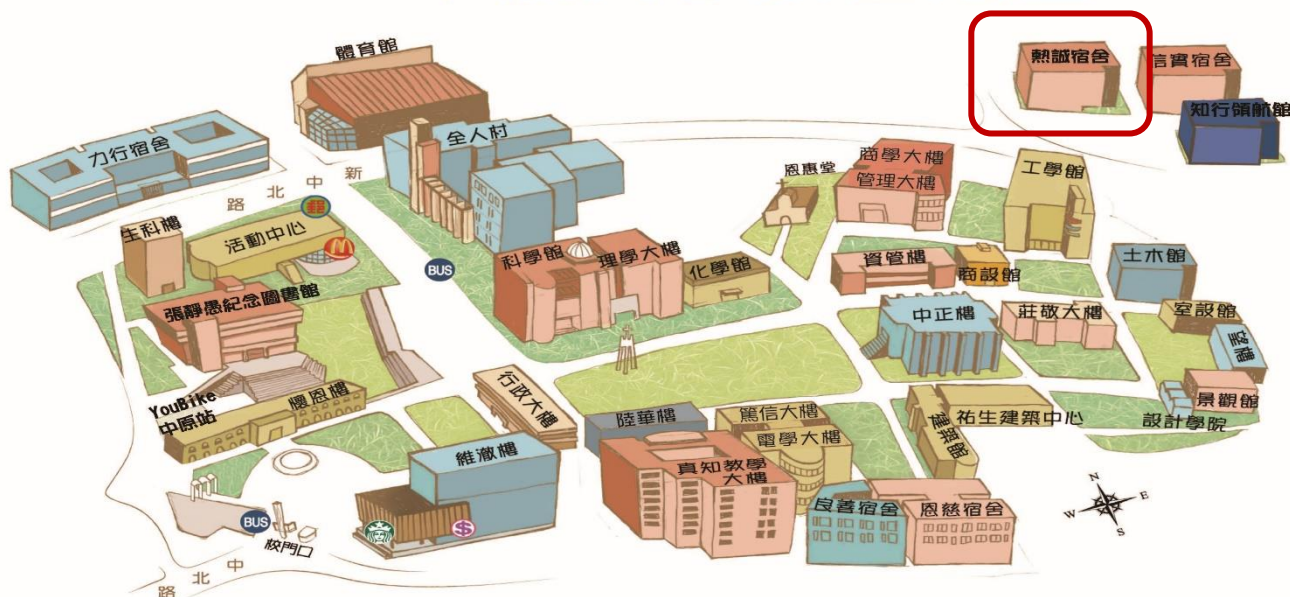 體育館
熱誠宿舍
信實宿舍
知行領航館
力行宿舍
全人村
新中北路
郵
生科樓
活動中心
M
BUS
恩惠堂
商學大樓
管理大樓
工學館
科學館
理學大樓
化學館
資管樓
商設館
土木館
張靜愚紀念圖書館
中正樓
莊敬大樓
室設館
望樓
景觀館
設計學院
YouBike
中原站
懷恩樓
行政大樓
陸華樓
篤信大樓
電學大樓
祐生建築中心
建築館
維澈樓
真知教學
大樓
良善宿舍
恩慈宿舍
BUS
校門口
$
中北路
N
W
E
S